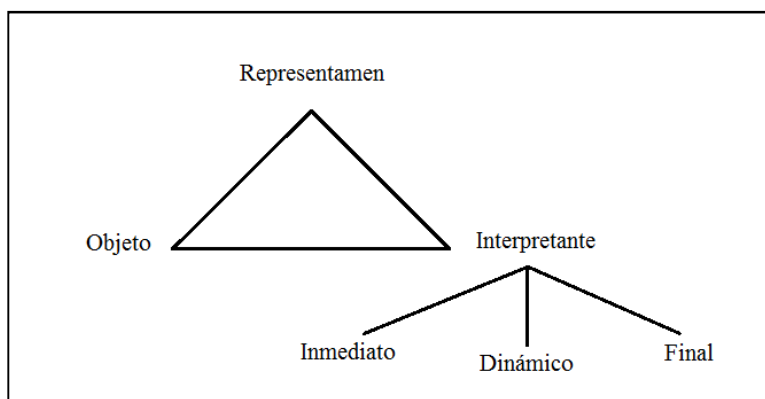 Representamen
Objeto
Interpretante
Inmediato
Dinámico
Final